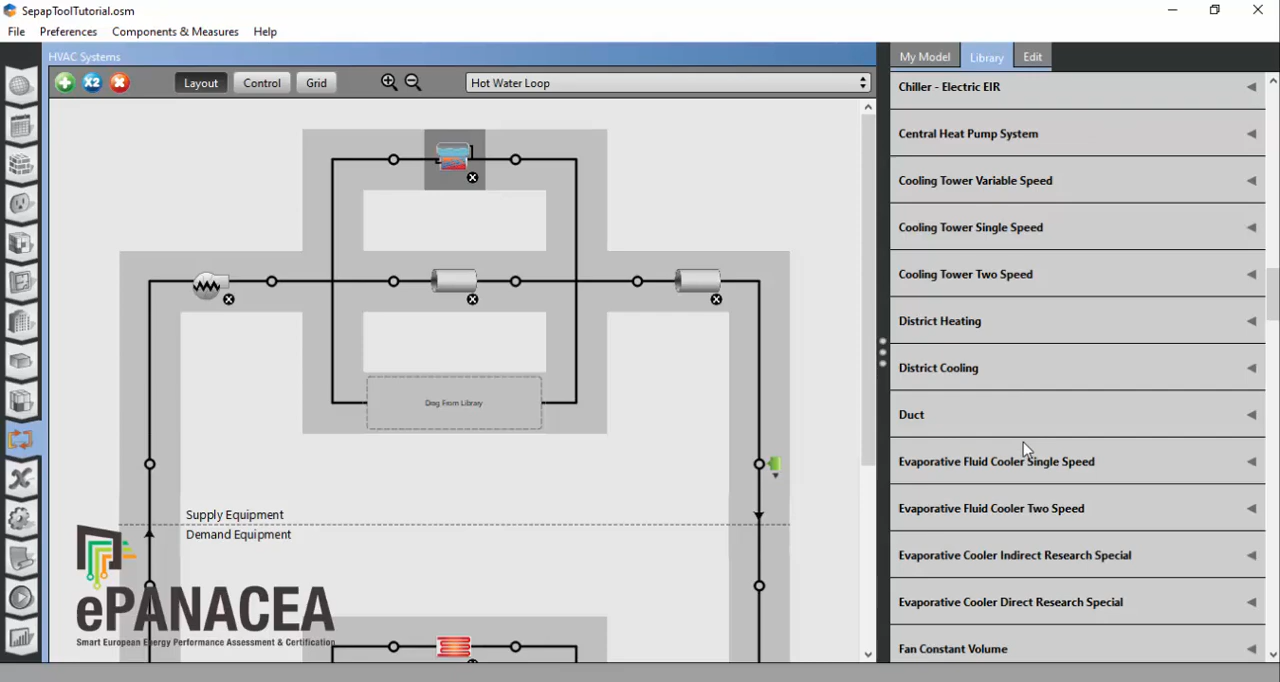 SepapToolTutorial.osm
File Preferences Components & Measures Help
HVAC Systems
My Model Library Edit
X2 Layout Control Grid Hot Water Loop
Chiller - Electric EIR
Central Heat Pump System
Cooling Tower Variable Speed
Cooling Tower Single Speed
Cooling Tower Two Speed
District Heating
District Cooling
Drag From Library
Duct
Evaporative Fluid Cooler Single Speed
Evaporative Fluid Cooler Two Speed
Supply Equipment
Demand Equipment
Evaporative Cooler Indirect Research Special
Evaporative Cooler Direct Research Special
ePANACEA
Smart European Energy Performance Assessment & Certification
Fan Constant Volume